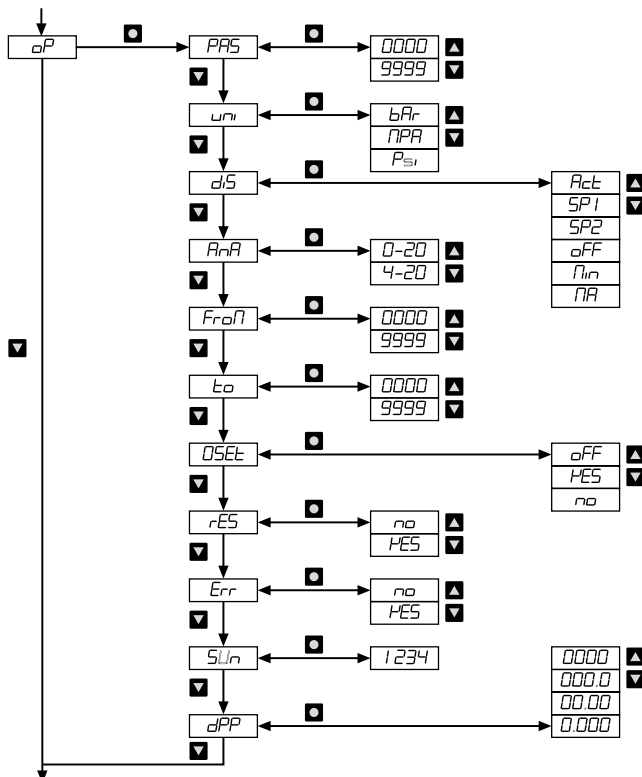 oP PAS 0000
9999
uni bAr
MPA
Psi
diS Act
SP1
SP2
oFF
Min
MA
AnA 0-20
4-20
FroM 0000
9999
to 0000
9999
OSEt oFF
YES
no
rES no
YES
Err no
YES
SUn 1234 0000
000.0
00.00
dPP 0.000